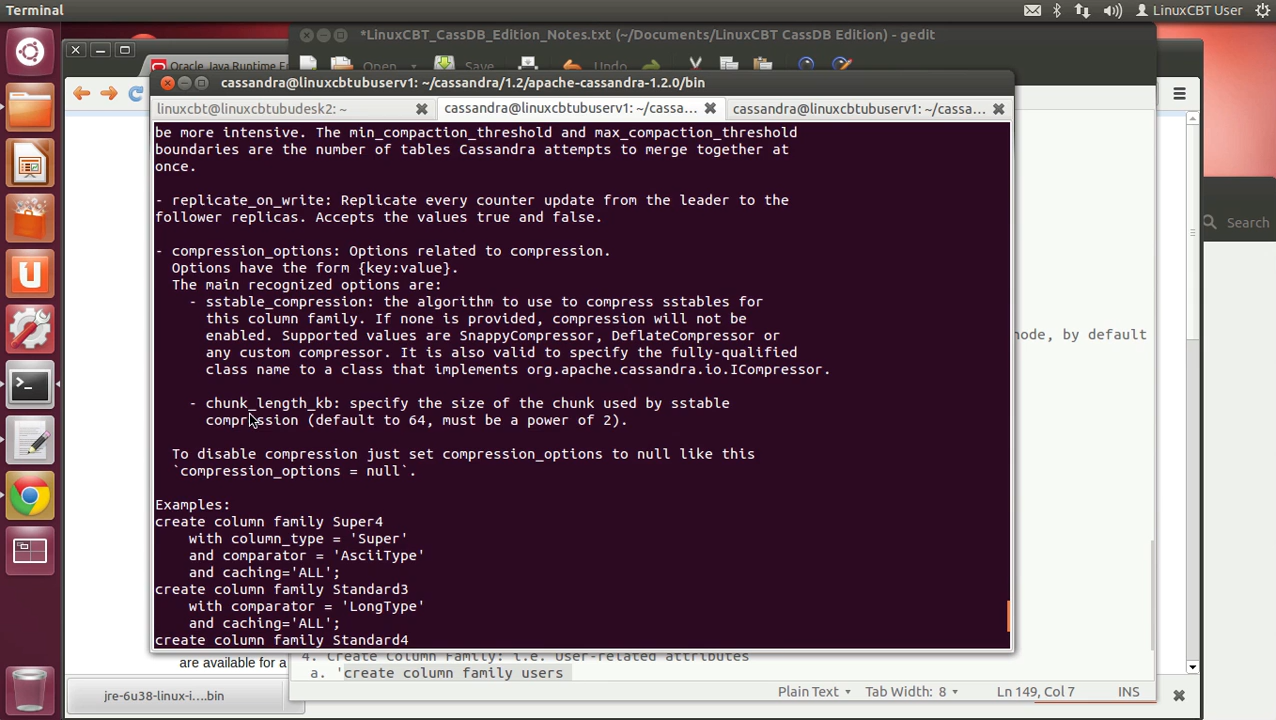 Terminal
LinuxCBT User
*LinuxCBT_CassDB_Edition_Notes.txt (~/Documents/LinuxCBT CassDB Edition) - gedit
Oracle Java Runtime E
Open
Save
Undo
cassandra@linuxcbtubuserv1: ~/cassandra/1.2/apache-cassandra-1.2.0/bin
linuxcbt@linuxcbtubudesk2: ~
cassandra@linuxcbtubuserv1: ~/cassa...
cassandra@linuxcbtubuserv1: ~/cassa...
be more intensive. The min_compaction_threshold and max_compaction_threshold
boundaries are the number of tables Cassandra attempts to merge together at
once.
- replicate_on_write: Replicate every counter update from the leader to the
follower replicas. Accepts the values true and false.
- compression_options: Options related to compression.
Options have the form {key:value}.
The main recognized options are:
- sstable_compression: the algorithm to use to compress sstables for
this column family. If none is provided, compression will not be
enabled. Supported values are SnappyCompressor, DeflateCompressor or
any custom compressor. It is also valid to specify the fully-qualified
class name to a class that implements org.apache.cassandra.io.ICompressor.
- chunk_length_kb: specify the size of the chunk used by sstable
compression (default to 64, must be a power of 2).
To disable compression just set compression_options to null like this
`compression_options = null`.
Examples:
create column family Super4
with column_type = 'Super'
and comparator = 'AsciiType'
and caching='ALL';
create column family Standard3
with comparator = 'LongType'
and caching='ALL';
create column family Standard4
Search
node, by default
4. Create Column Family: i.e. User-related attributes
are available for a
a. 'create column family users
jre-6u38-linux-i....bin
Plain Text
Tab Width: 8
Ln 149, Col 7
INS